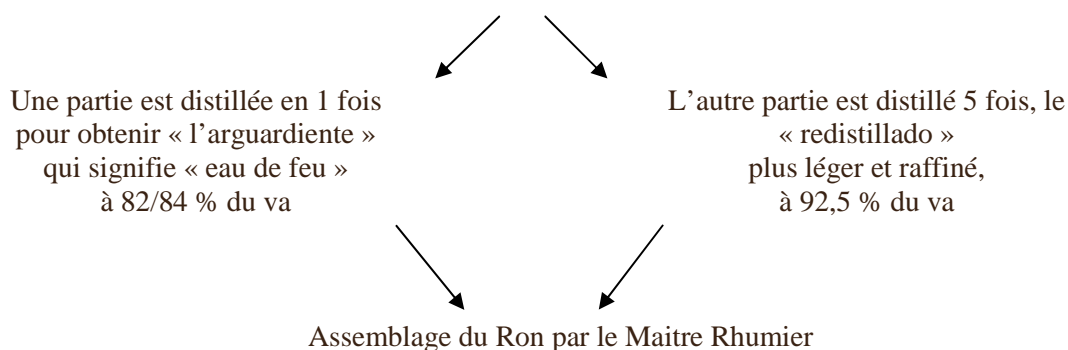 Une partie est distillée en 1 fois
pour obtenir « l’arguardiente »
qui signifie « eau de feu »
à 82/84 % du va
L’autre partie est distillé 5 fois, le
« redistillado »
plus léger et raffiné,
à 92,5 % du va
Assemblage du Ron par le Maitre Rhumier